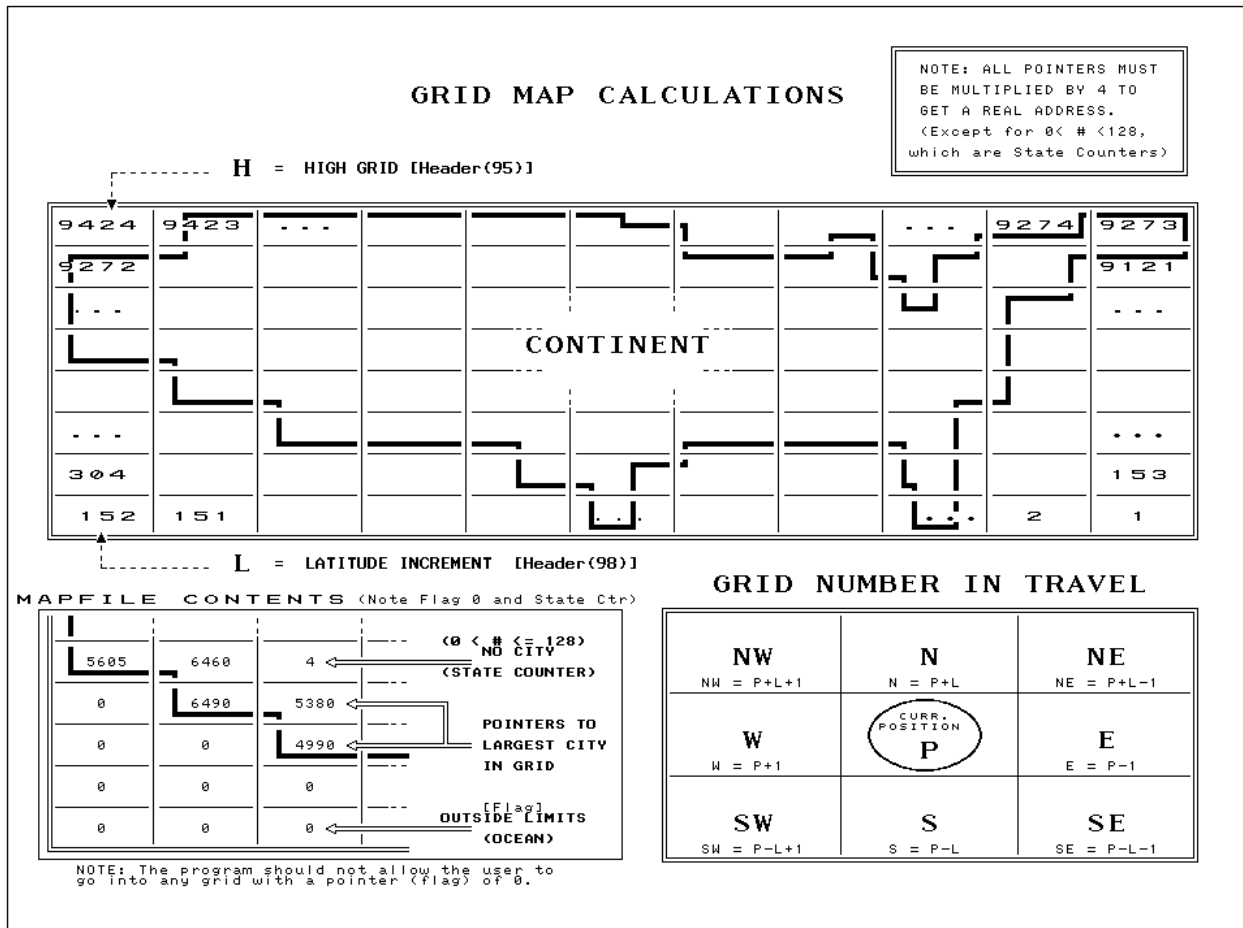 NOTE: ALL POINTERS MUST
BE MULTIPLIED BY 4 TO
GET A REAL ADDRESS.
(Except for 0< # <128,
which are State Counters)
GRID MAP CALCULATIONS
H = HIGH GRID [Header(95)]
9424 9423 ... ... 9274 9273
9272 9121
... ...
CONTINENT
... ...
304 153
152 151 ... ... 2 1
L = LATITUDE INCREMENT [Header(98)]
MAPFILE CONTENTS (Note Flag 0 and State Ctr)
(0 < # <= 128)
NO CITY
(STATE COUNTER)
5605 6460 4
0 6490 5380
POINTERS TO
LARGEST CITY
IN GRID
0 0 4990
0 0 0
[Flag]
OUTSIDE LIMITS
(OCEAN)
0 0 0
NOTE: The program should not allow the user to
go into any grid with a pointer (flag) of 0.
GRID NUMBER IN TRAVEL
NW N NE
NW = P+L+1 N = P+L NE = P+L-1
CURR.
POSITION
W P E
W = P+1 E = P-1
SW S SE
SW = P-L+1 S = P-L SE = P-L-1